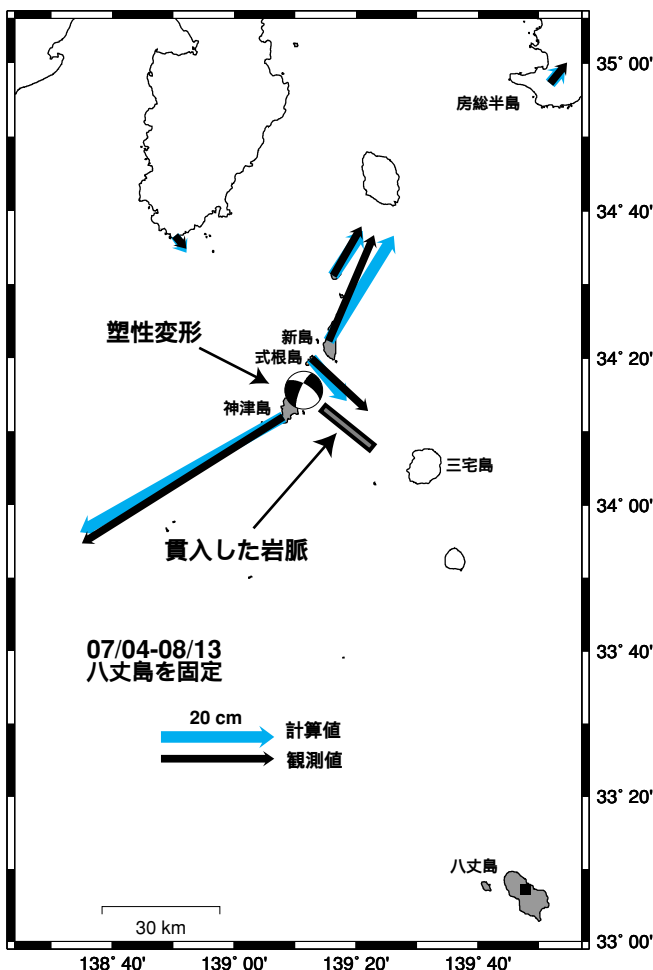 35° 00'
房総半島
34° 40'
新島
塑性変形
式根島
34° 20'
神津島
三宅島
34° 00'
貫入した岩脈
07/04-08/13
八丈島を固定
33° 40'
20 cm
計算値
観測値
33° 20'
八丈島
30 km
33° 00'
138° 40'
139° 00'
139° 20'
139° 40'